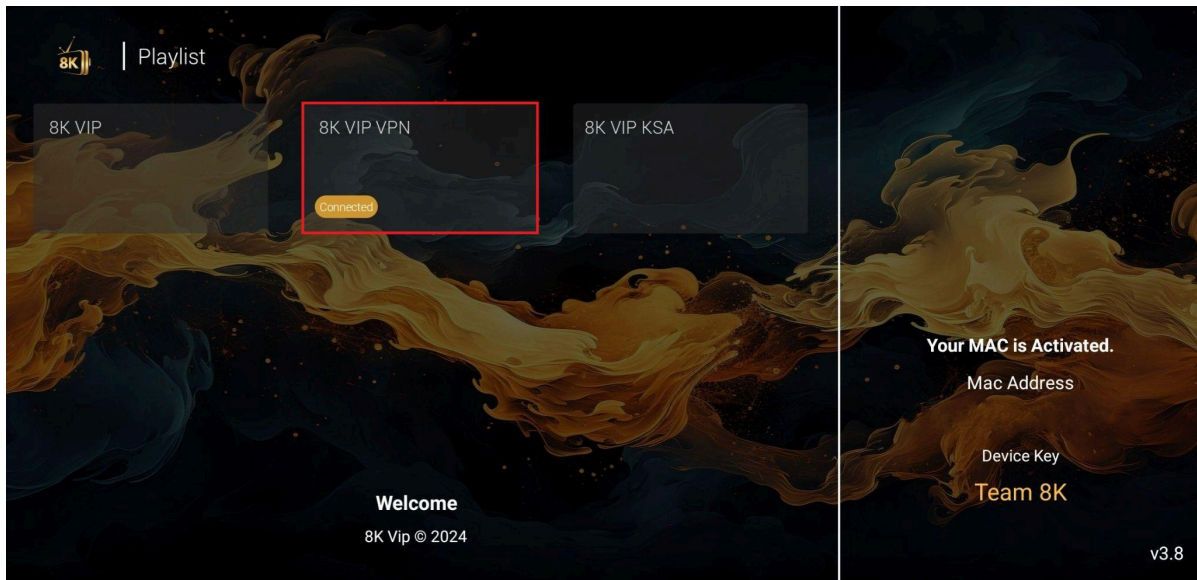 8K
Playlist
8K VIP
8K VIP VPN
8K VIP KSA
Connected
Your MAC is Activated.
Mac Address
Device Key
Team 8K
Welcome
8K Vip © 2024
v3.8